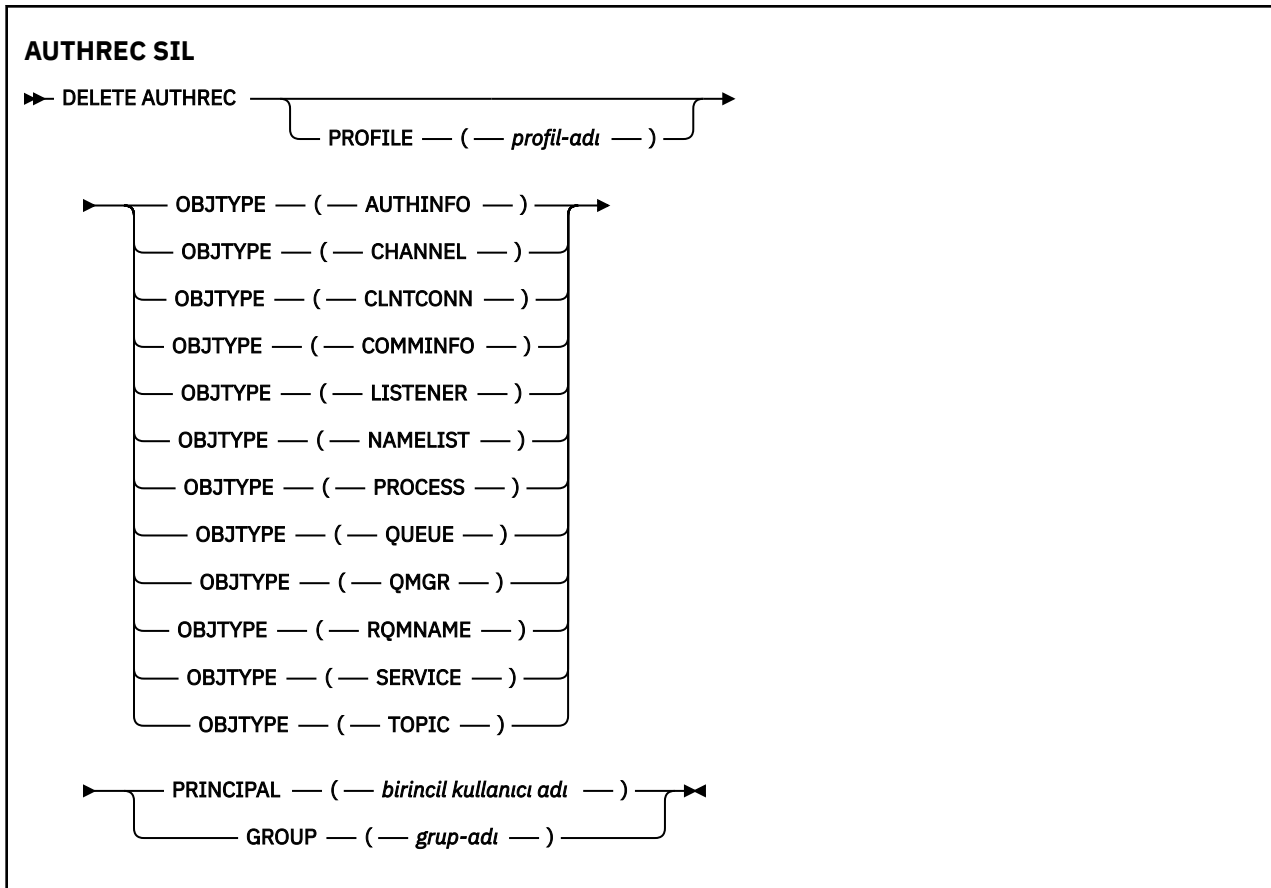 AUTHREC SIL
DELETE AUTHREC
PROFILE ( profil-adı )
OBJTYPE ( AUTHINFO )
OBJTYPE ( CHANNEL )
OBJTYPE ( CLNTCONN )
OBJTYPE ( COMMINFO )
OBJTYPE ( LISTENER )
OBJTYPE ( NAMELIST )
OBJTYPE ( PROCESS )
OBJTYPE ( QUEUE )
OBJTYPE ( QMGR )
OBJTYPE ( RQMNAME )
OBJTYPE ( SERVICE )
OBJTYPE ( TOPIC )
PRINCIPAL ( birincil kullanıcı adı )
GROUP ( grup-adı )